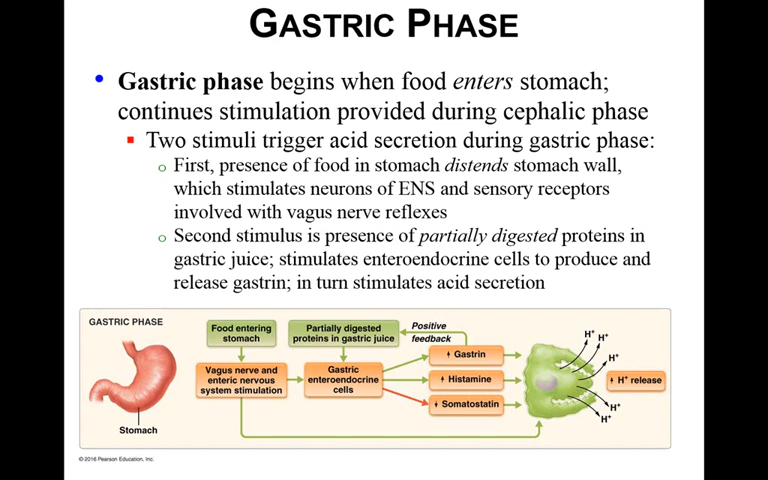 GASTRIC PHASE
• Gastric phase begins when food enters stomach;
continues stimulation provided during cephalic phase
▪ Two stimuli trigger acid secretion during gastric phase:
o First, presence of food in stomach distends stomach wall,
which stimulates neurons of ENS and sensory receptors
involved with vagus nerve reflexes
o Second stimulus is presence of partially digested proteins in
gastric juice; stimulates enteroendocrine cells to produce and
release gastrin; in turn stimulates acid secretion
GASTRIC PHASE
Food entering
stomach
Partially digested
proteins in gastric juice
Positive
feedback
Vagus nerve and
enteric nervous
system stimulation
Gastric
enteroendocrine
cells
Gastrin
Histamine
Somatostatin
H+
H+
H+
H+ release
H+
H+
Stomach
© 2016 Pearson Education, Inc.